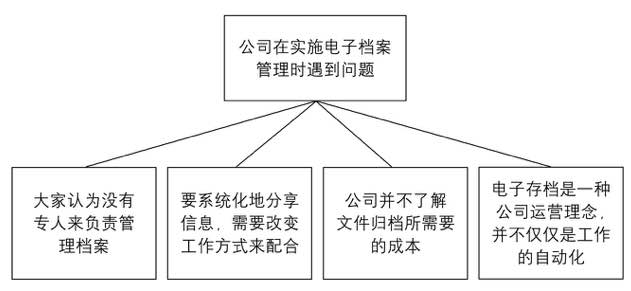 公司在实施电子档案
管理时遇到问题
大家认为没有
专人来负责管
理档案
要系统化地分享
信息，需要改变
工作方式来配合
公司并不了解
文件归档所需要
的成本
电子存档是一种
公司运营理念，
并不仅仅是工作
的自动化